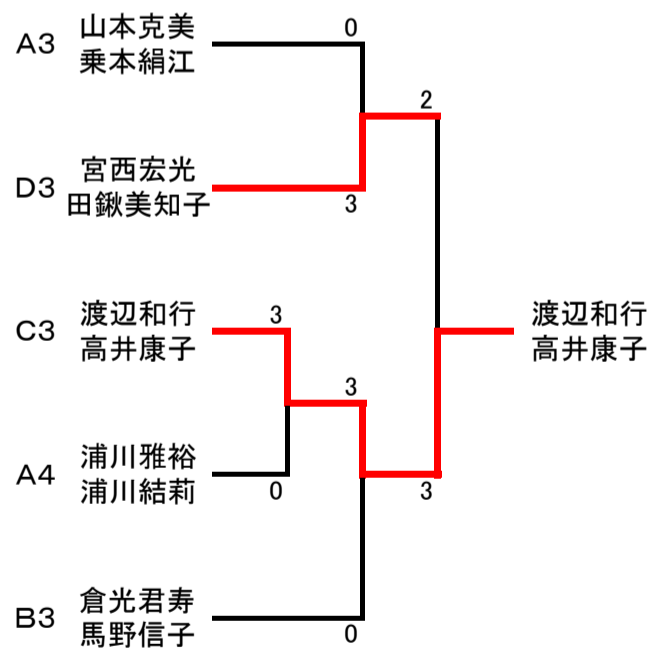 山本克美
A3
乗本絹江
0
2
宮西宏光
D3
田鍬美知子
3
渡辺和行
C3
高井康子
3
3
渡辺和行
高井康子
浦川雅裕
A4
浦川結莉
0
3
倉光君寿
B3
馬野信子
0